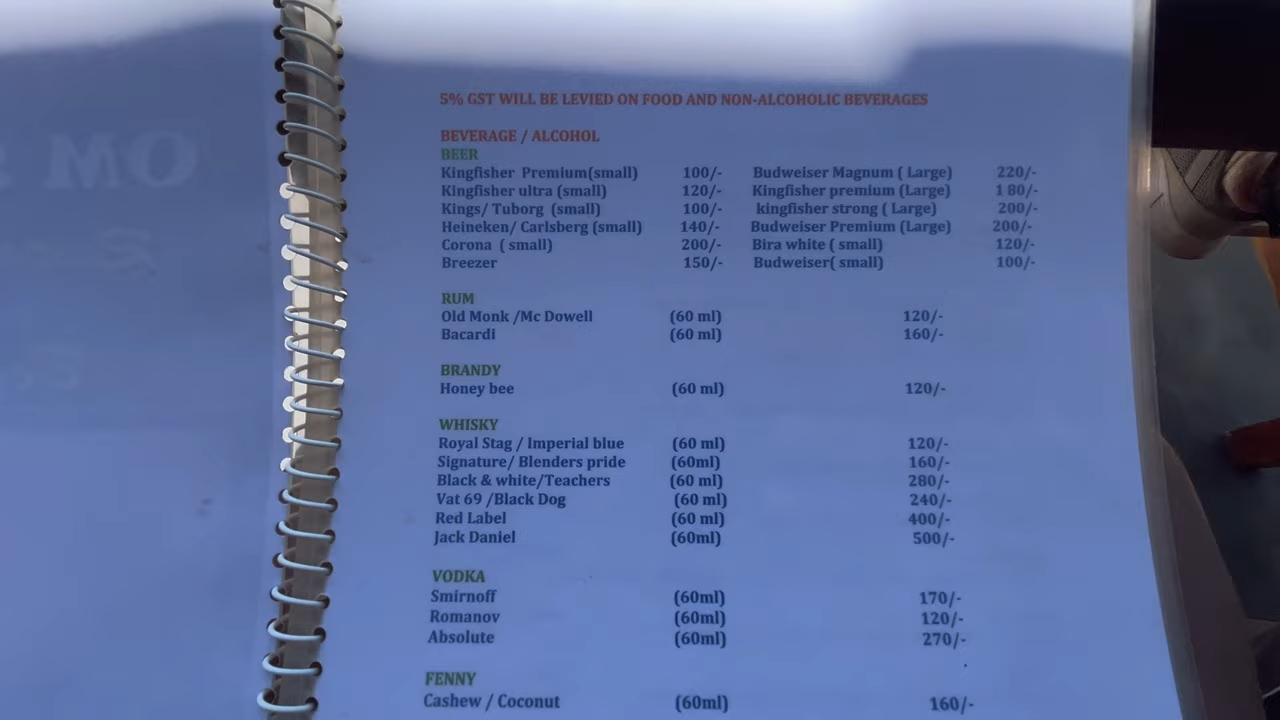 5% GST WILL BE LEVIED ON FOOD AND NON-ALCOHOLIC BEVERAGES
BEVERAGE / ALCOHOL
BEER
Kingfisher Premium(small) 100/- Budweiser Magnum ( Large) 220/-
Kingfisher ultra (small) 120/- Kingfisher premium (Large) 1 80/-
Kings/ Tuborg (small) 100/- kingfisher strong ( Large) 200/-
Heineken/ Carlsberg (small) 140/- Budweiser Premium (Large) 200/-
Corona ( small) 200/- Bira white ( small) 120/-
Breezer 150/- Budweiser( small) 100/-
RUM
Old Monk /Mc Dowell (60 ml) 120/-
Bacardi (60 ml) 160/-
BRANDY
Honey bee (60 ml) 120/-
WHISKY
Royal Stag / Imperial blue (60 ml) 120/-
Signature/ Blenders pride (60ml) 160/-
Black & white/Teachers (60 ml) 280/-
Vat 69 /Black Dog (60 ml) 240/-
Red Label (60 ml) 400/-
Jack Daniel (60ml) 500/-
VODKA
Smirnoff (60ml) 170/-
Romanov (60ml) 120/-
Absolute (60ml) 270/-
FENNY
Cashew / Coconut (60ml) 160/-